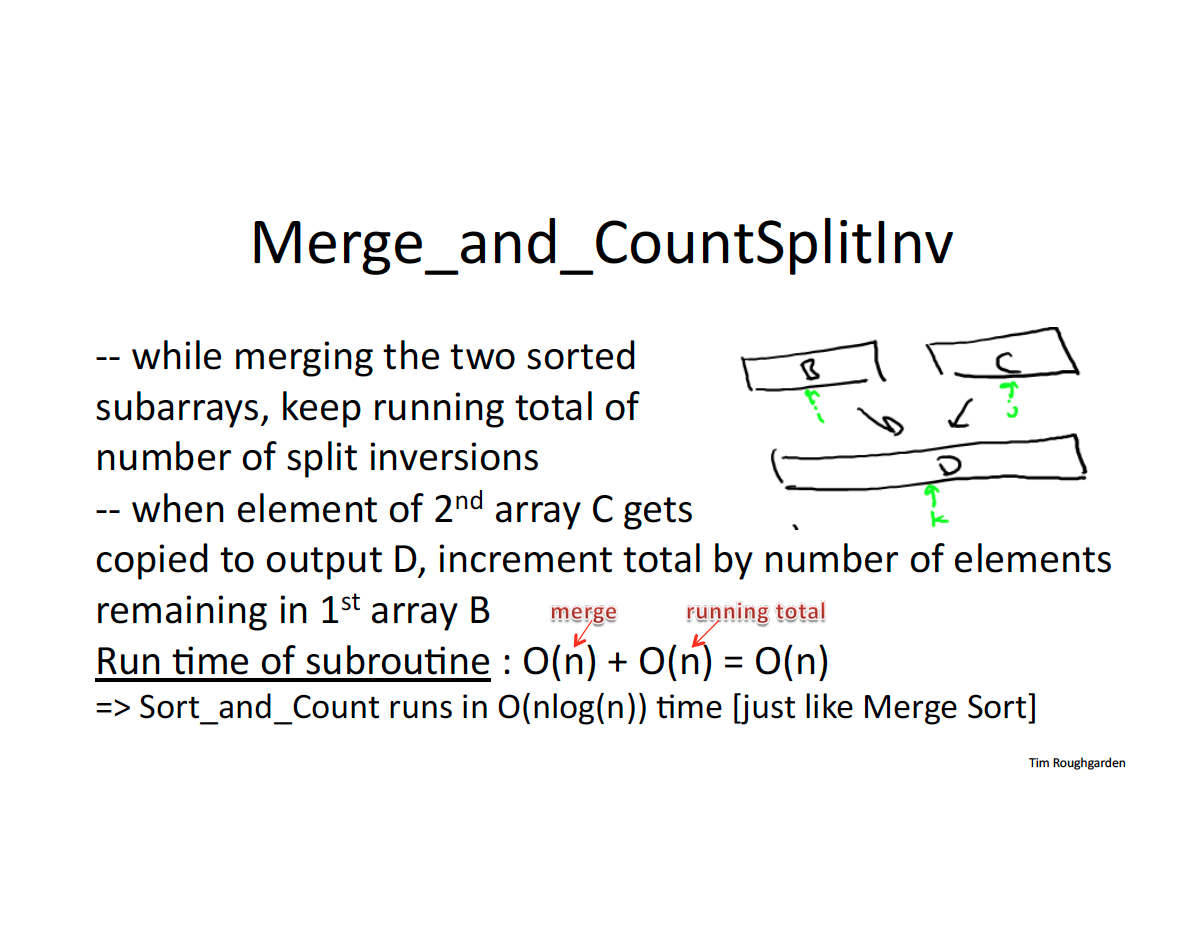 Merge_and_CountSplitInv
-- while merging the two sorted
subarrays, keep running total of
number of split inversions
-- when element of 2nd array C gets
copied to output D, increment total by number of elements
remaining in 1st array B
B
C
i
j
D
k
merge
running total
Run time of subroutine : O(n) + O(n) = O(n)
=> Sort_and_Count runs in O(nlog(n)) time [just like Merge Sort]
Tim Roughgarden